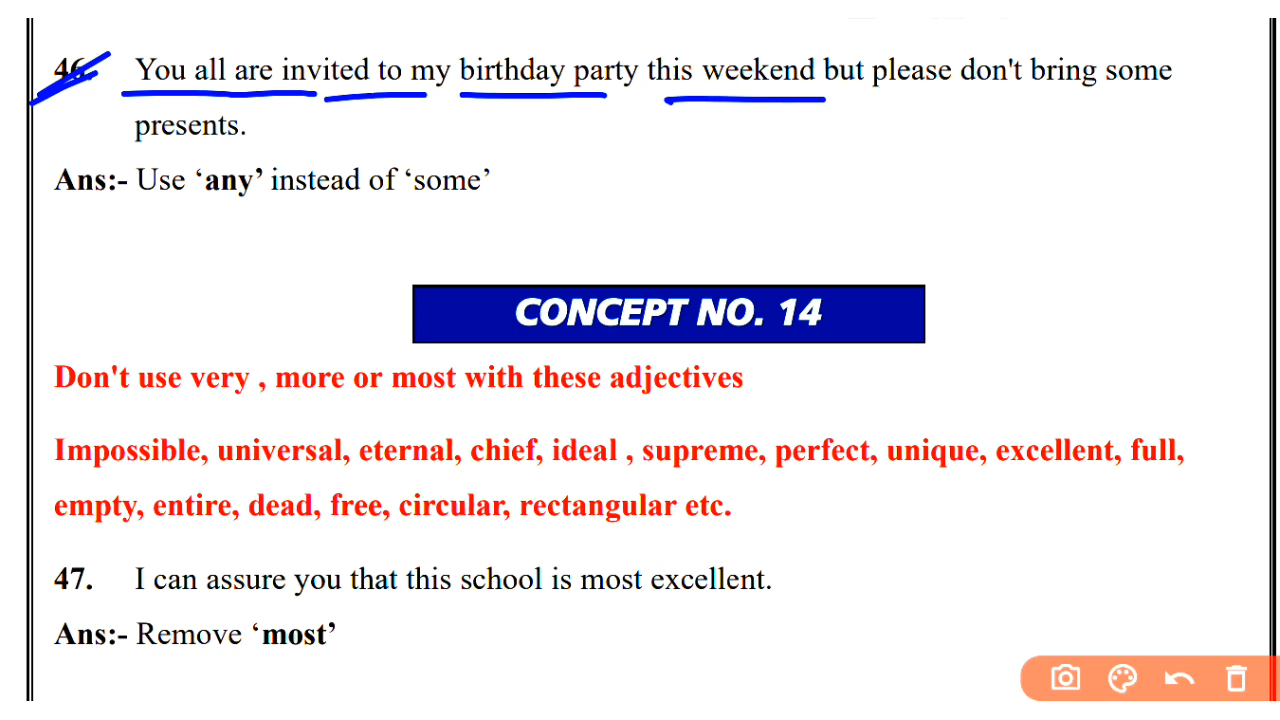 46. You all are invited to my birthday party this weekend but please don't bring some
presents.
Ans:- Use ‘any’ instead of ‘some’
CONCEPT NO. 14
Don't use very , more or most with these adjectives
Impossible, universal, eternal, chief, ideal , supreme, perfect, unique, excellent, full,
empty, entire, dead, free, circular, rectangular etc.
47. I can assure you that this school is most excellent.
Ans:- Remove ‘most’